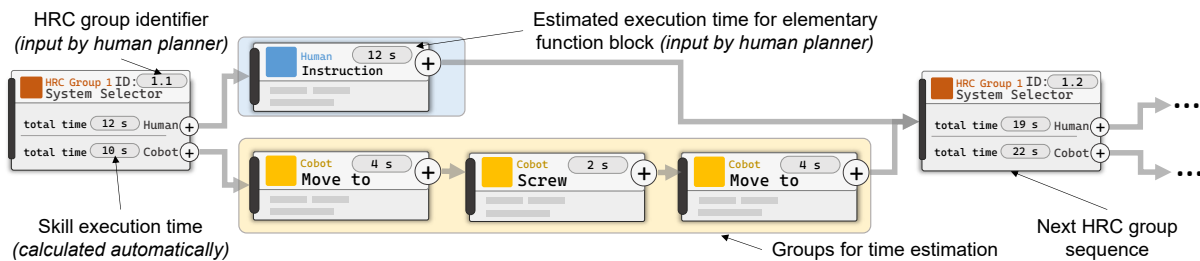 HRC group identifier
(input by human planner)
Estimated execution time for elementary
function block (input by human planner)
HRC Group 1 ID: 1.1
System Selector
total time 12 s Human +
total time 10 s Cobot +
Human 12 s +
Instruction
Cobot 4 s +
Move to
Cobot 2 s +
Screw
Cobot 4 s +
Move to
HRC Group 1 ID: 1.2
System Selector
total time 19 s Human +
total time 22 s Cobot +
...
...
Skill execution time
(calculated automatically)
Groups for time estimation
Next HRC group
sequence